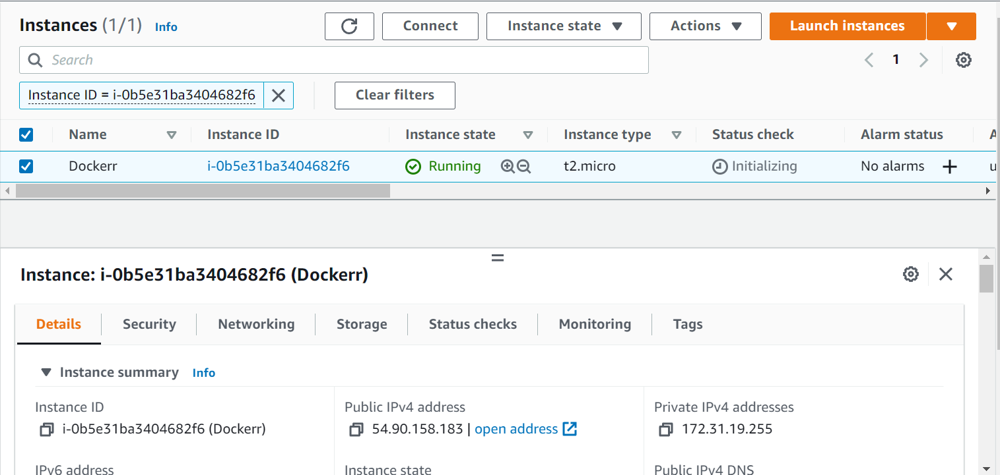 Instances (1/1) Info Connect Instance state Actions Launch instances
Search 1
Instance ID = i-0b5e31ba3404682f6 Clear filters
Name Instance ID Instance state Instance type Status check Alarm status A
Dockerr i-0b5e31ba3404682f6 Running t2.micro Initializing No alarms u
Instance: i-0b5e31ba3404682f6 (Dockerr)
Details Security Networking Storage Status checks Monitoring Tags
Instance summary Info
Instance ID Public IPv4 address Private IPv4 addresses
i-0b5e31ba3404682f6 (Dockerr) 54.90.158.183 | open address 172.31.19.255
IPv6 address Instance state Public IPv4 DNS